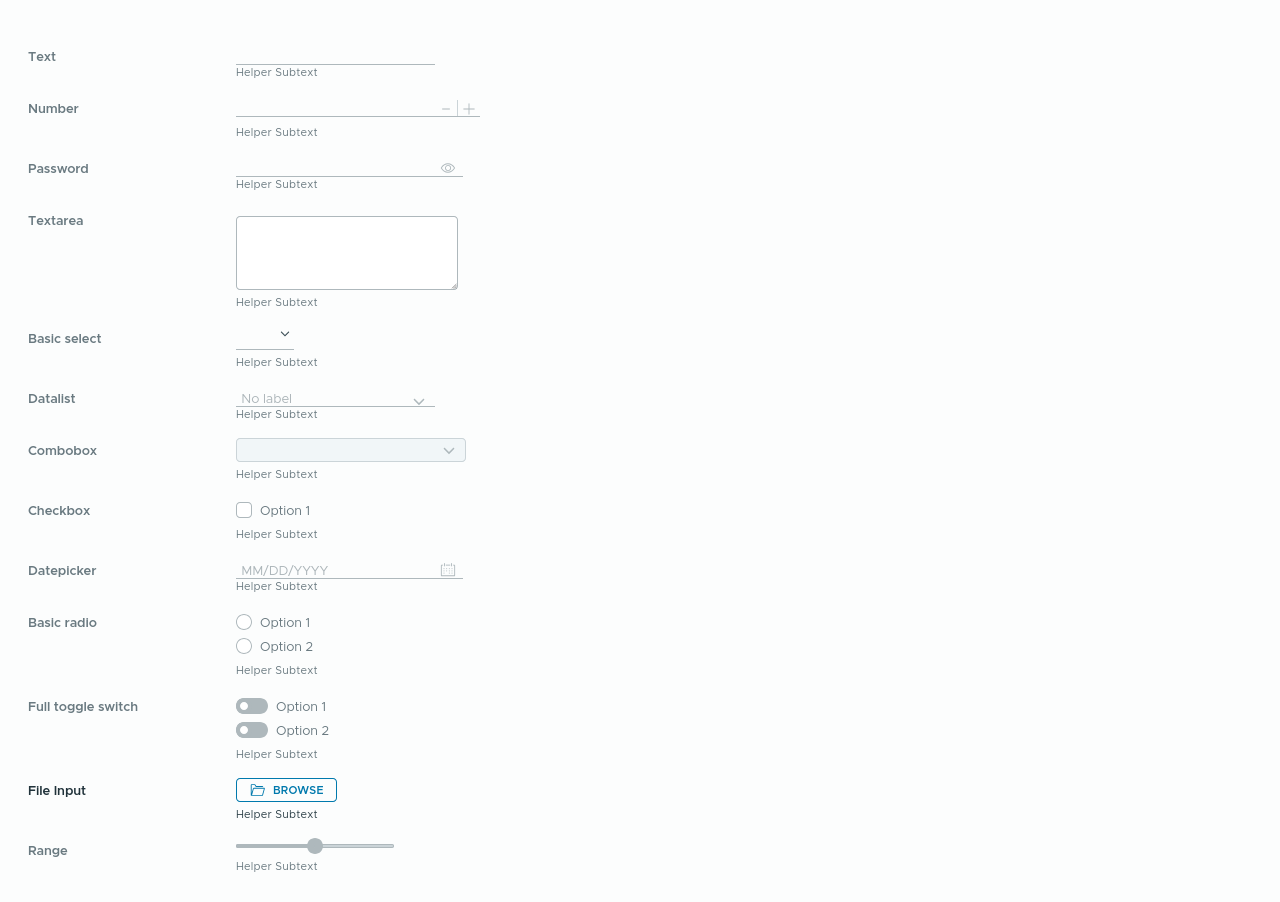 Text
Helper Subtext
Number
Helper Subtext
Password
Helper Subtext
Textarea
Helper Subtext
Basic select
Helper Subtext
Datalist No label
Helper Subtext
Combobox
Helper Subtext
Checkbox Option 1
Helper Subtext
Datepicker MM/DD/YYYY
Helper Subtext
Basic radio Option 1
Option 2
Helper Subtext
Full toggle switch Option 1
Option 2
Helper Subtext
File Input BROWSE
Helper Subtext
Range
Helper Subtext